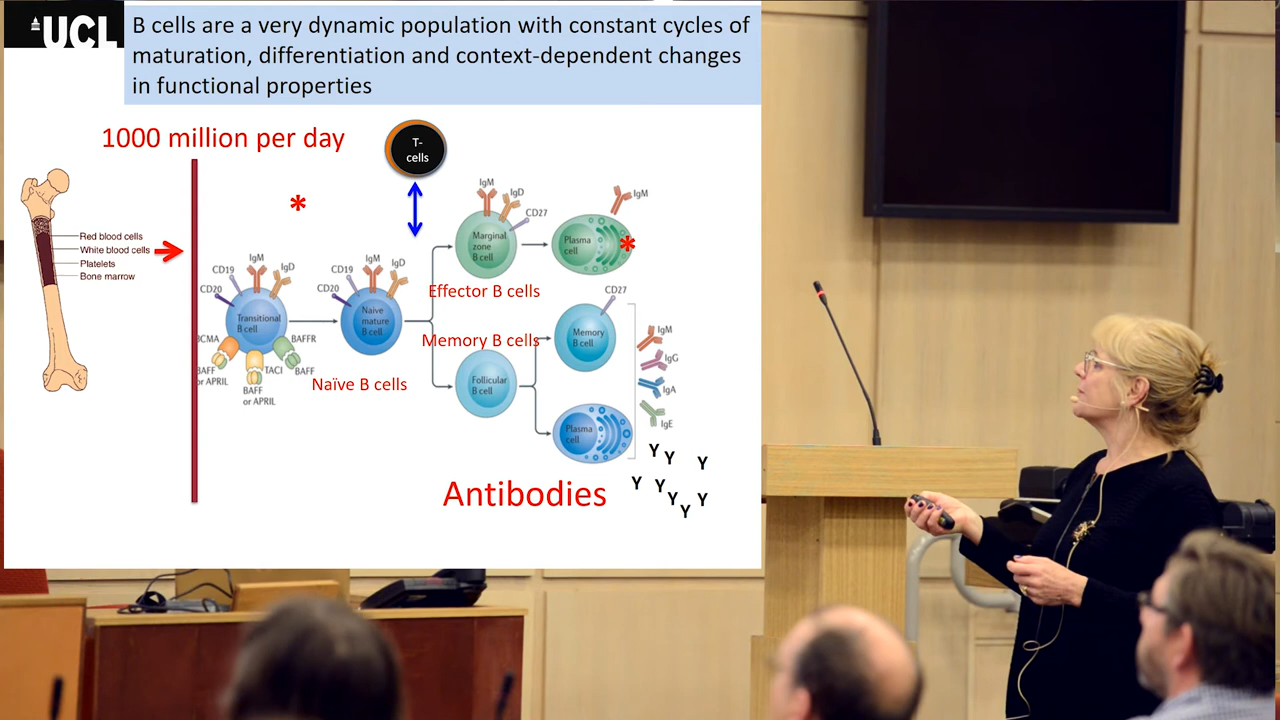 UCL
B cells are a very dynamic population with constant cycles of
maturation, differentiation and context-dependent changes
in functional properties
1000 million per day
T-
cells
Red blood cells
White blood cells
Platelets
Bone marrow
*
CD20
CD19
IgM
IgD
Transitional
B cell
BCMA
BAFF
or APRIL
BAFF
or APRIL
TACI
BAFFR
BAFF
CD20
CD19
IgM
IgD
Naive
mature
B cell
Naïve B cells
IgM
IgD
CD27
Marginal
zone
B cell
IgM
Plasma
cell
*
Effector B cells
Memory B cells
Follicular
B cell
CD27
Memory
B cell
Plasma
cell
IgM
IgG
IgA
IgE
Y Y Y
Y Y Y Y
Y
Antibodies